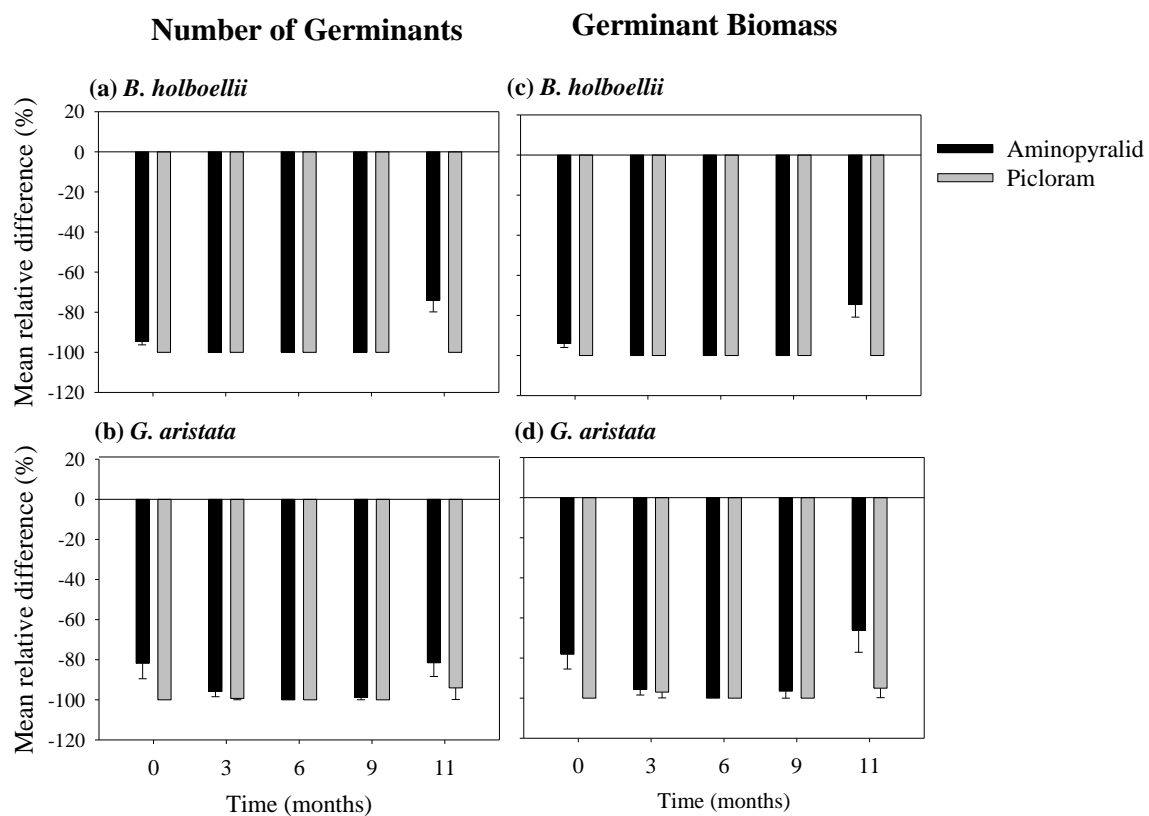 Number of Germinants
Germinant Biomass
(a) B. holboellii
(c) B. holboellii
Mean relative difference (%)
20
0
-20
-40
-60
-80
-100
-120
Aminopyralid
Picloram
(b) G. aristata
(d) G. aristata
Mean relative difference (%)
20
0
-20
-40
-60
-80
-100
-120
0 3 6 9 11
0 3 6 9 11
Time (months)
Time (months)